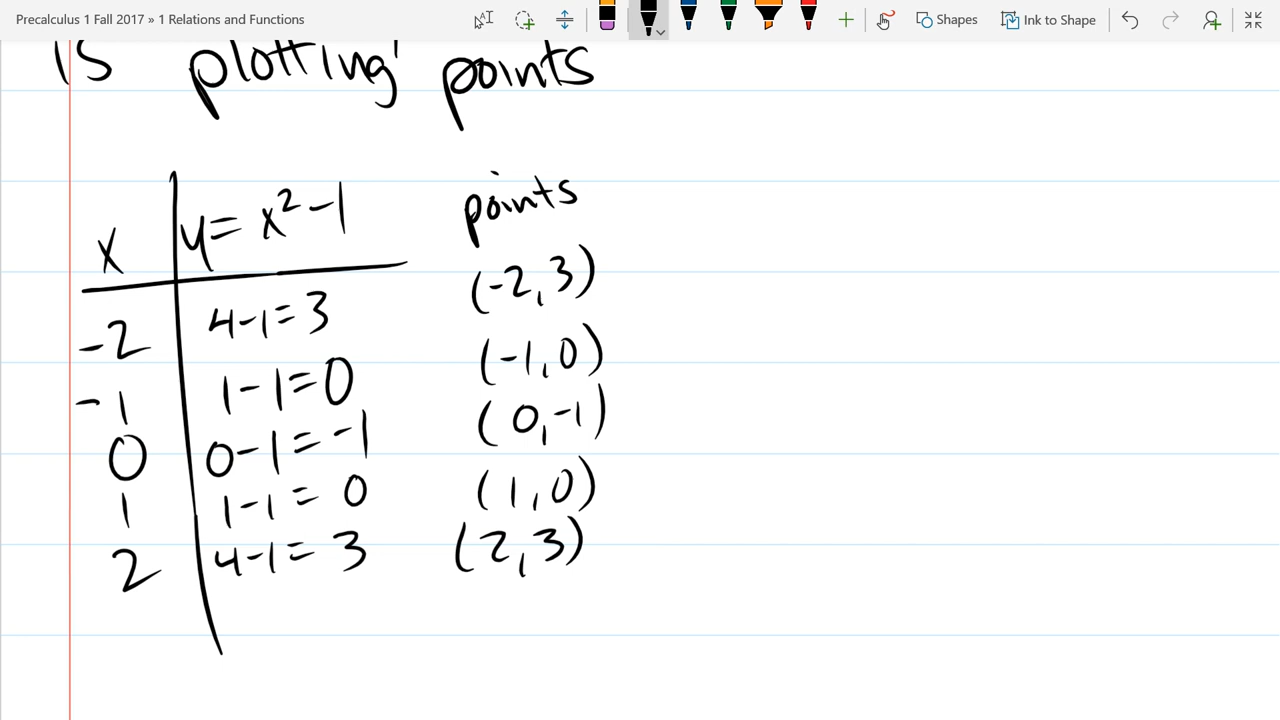 Precalculus 1 Fall 2017 » 1 Relations and Functions
Shapes
Ink to Shape
is plotting points
x y = x² - 1 points
-2 4-1=3 (-2,3)
-1 1-1=0 (-1,0)
0 0-1=-1 (0,-1)
1 1-1=0 (1,0)
2 4-1=3 (2,3)